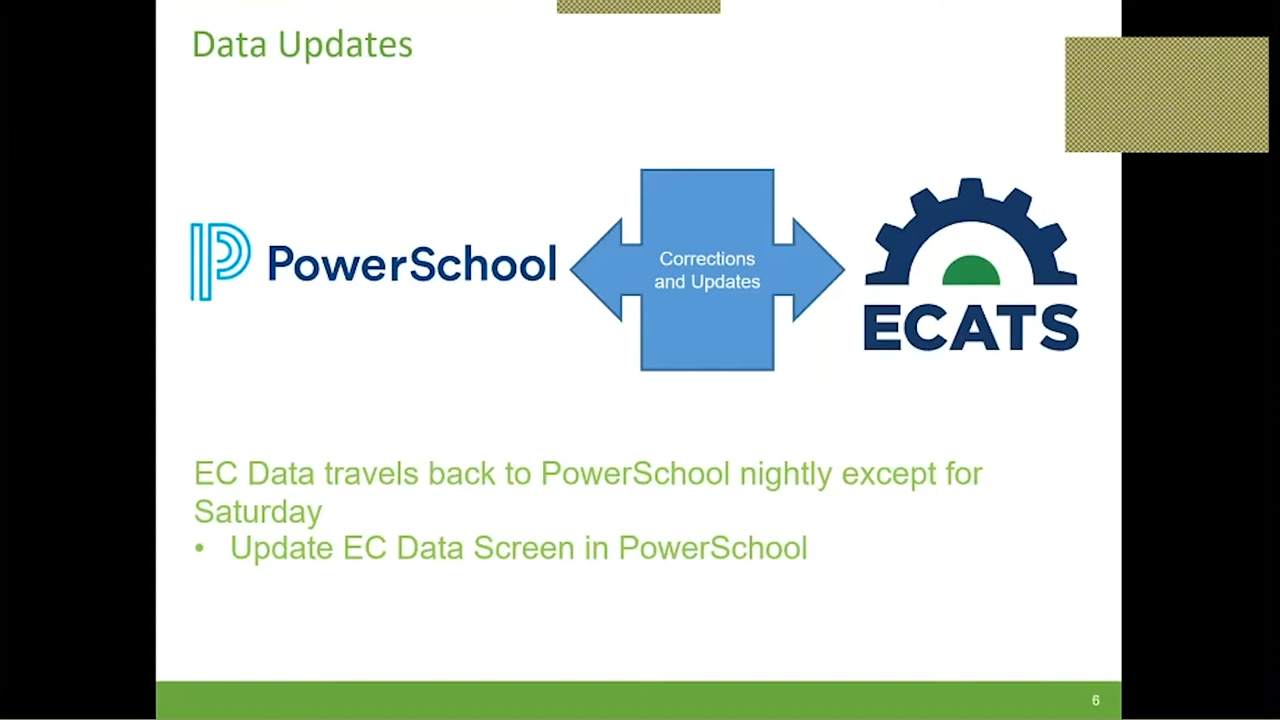 Data Updates
PowerSchool
Corrections
and Updates
ECATS
EC Data travels back to PowerSchool nightly except for
Saturday
• Update EC Data Screen in PowerSchool
6